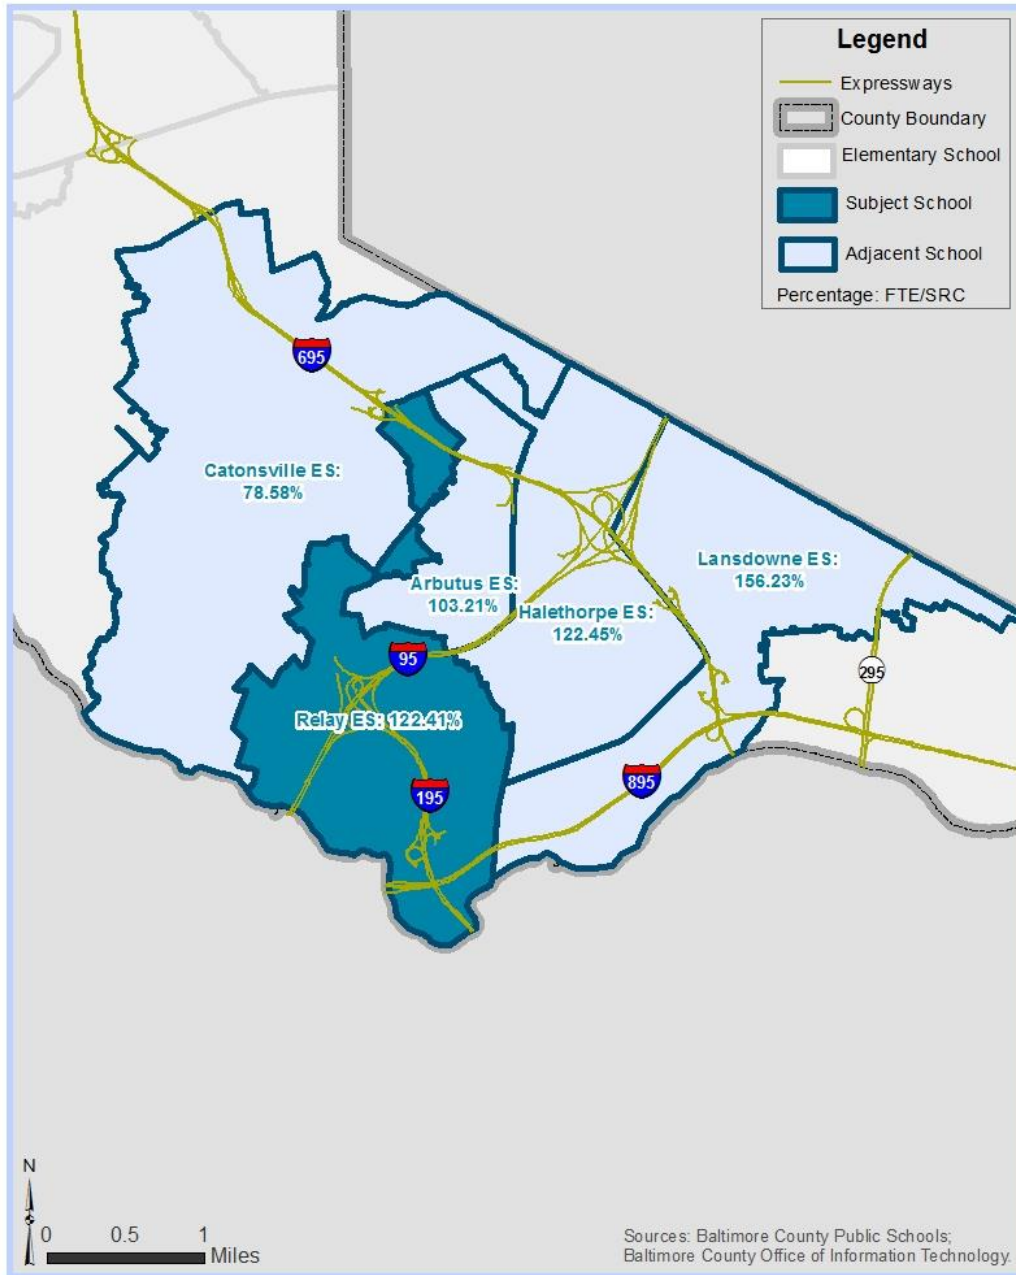 Legend
Expressways
County Boundary
Elementary School
Subject School
Adjacent School
Percentage: FTE/SRC
695
Catonsville ES:
78.58%
Lansdowne ES:
156.23%
Arbutus ES:
103.21%
Halethorpe ES:
122.45%
95
295
Relay ES: 122.41%
195
895
N
0 0.5 1
Miles
Sources: Baltimore County Public Schools;
Baltimore County Office of Information Technology.